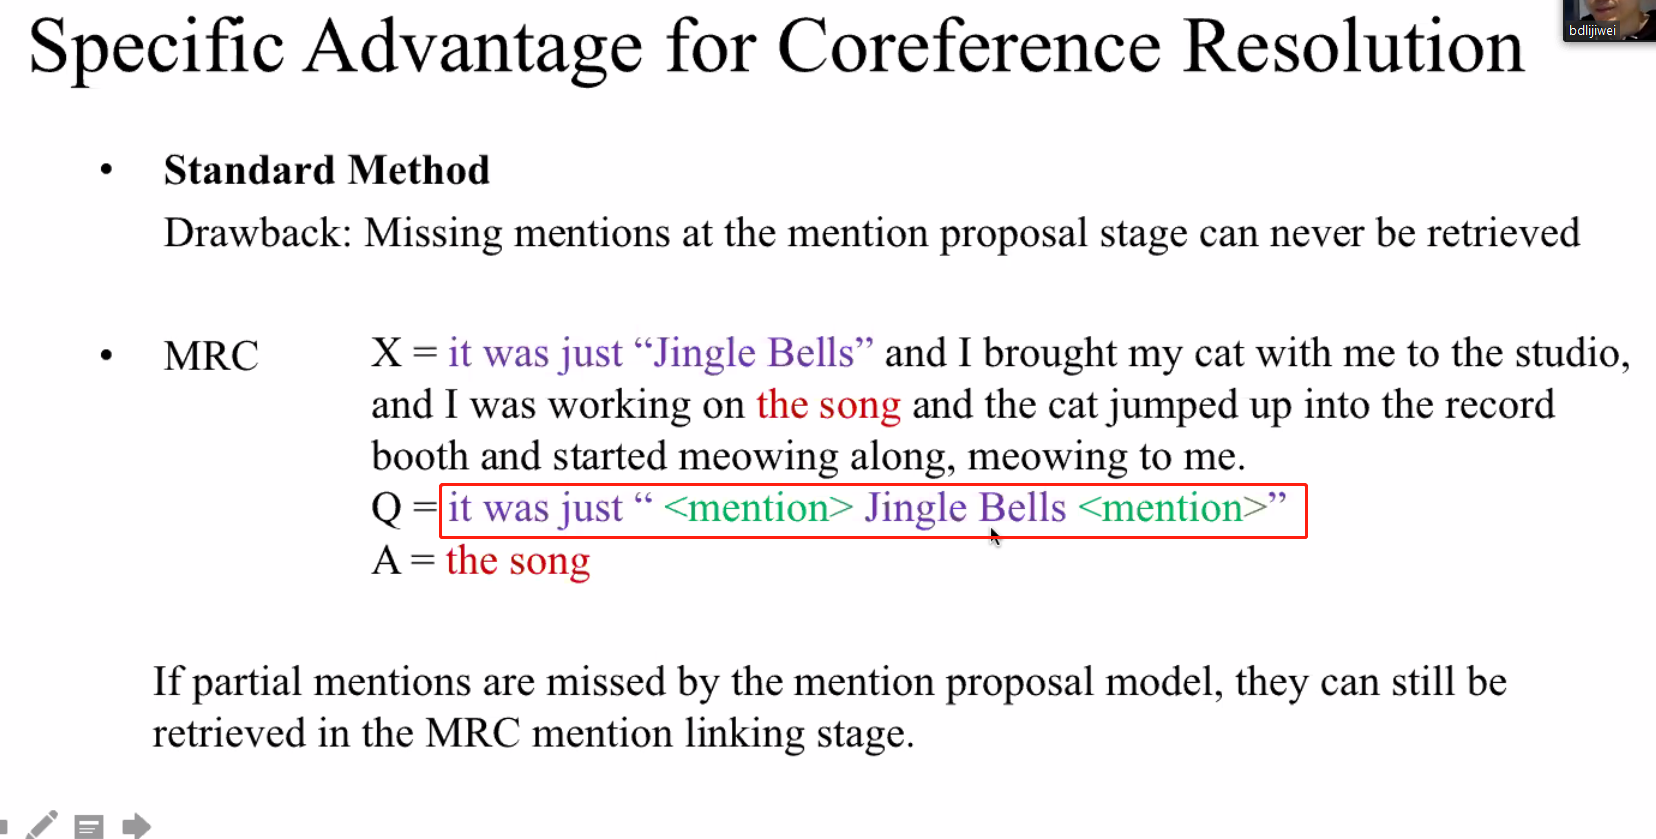 Specific Advantage for Coreference Resolution
bdlijiwei
• Standard Method
Drawback: Missing mentions at the mention proposal stage can never be retrieved
• MRC X = it was just “Jingle Bells” and I brought my cat with me to the studio,
and I was working on the song and the cat jumped up into the record
booth and started meowing along, meowing to me.
Q = it was just “ <mention> Jingle Bells <mention>”
A = the song
If partial mentions are missed by the mention proposal model, they can still be
retrieved in the MRC mention linking stage.